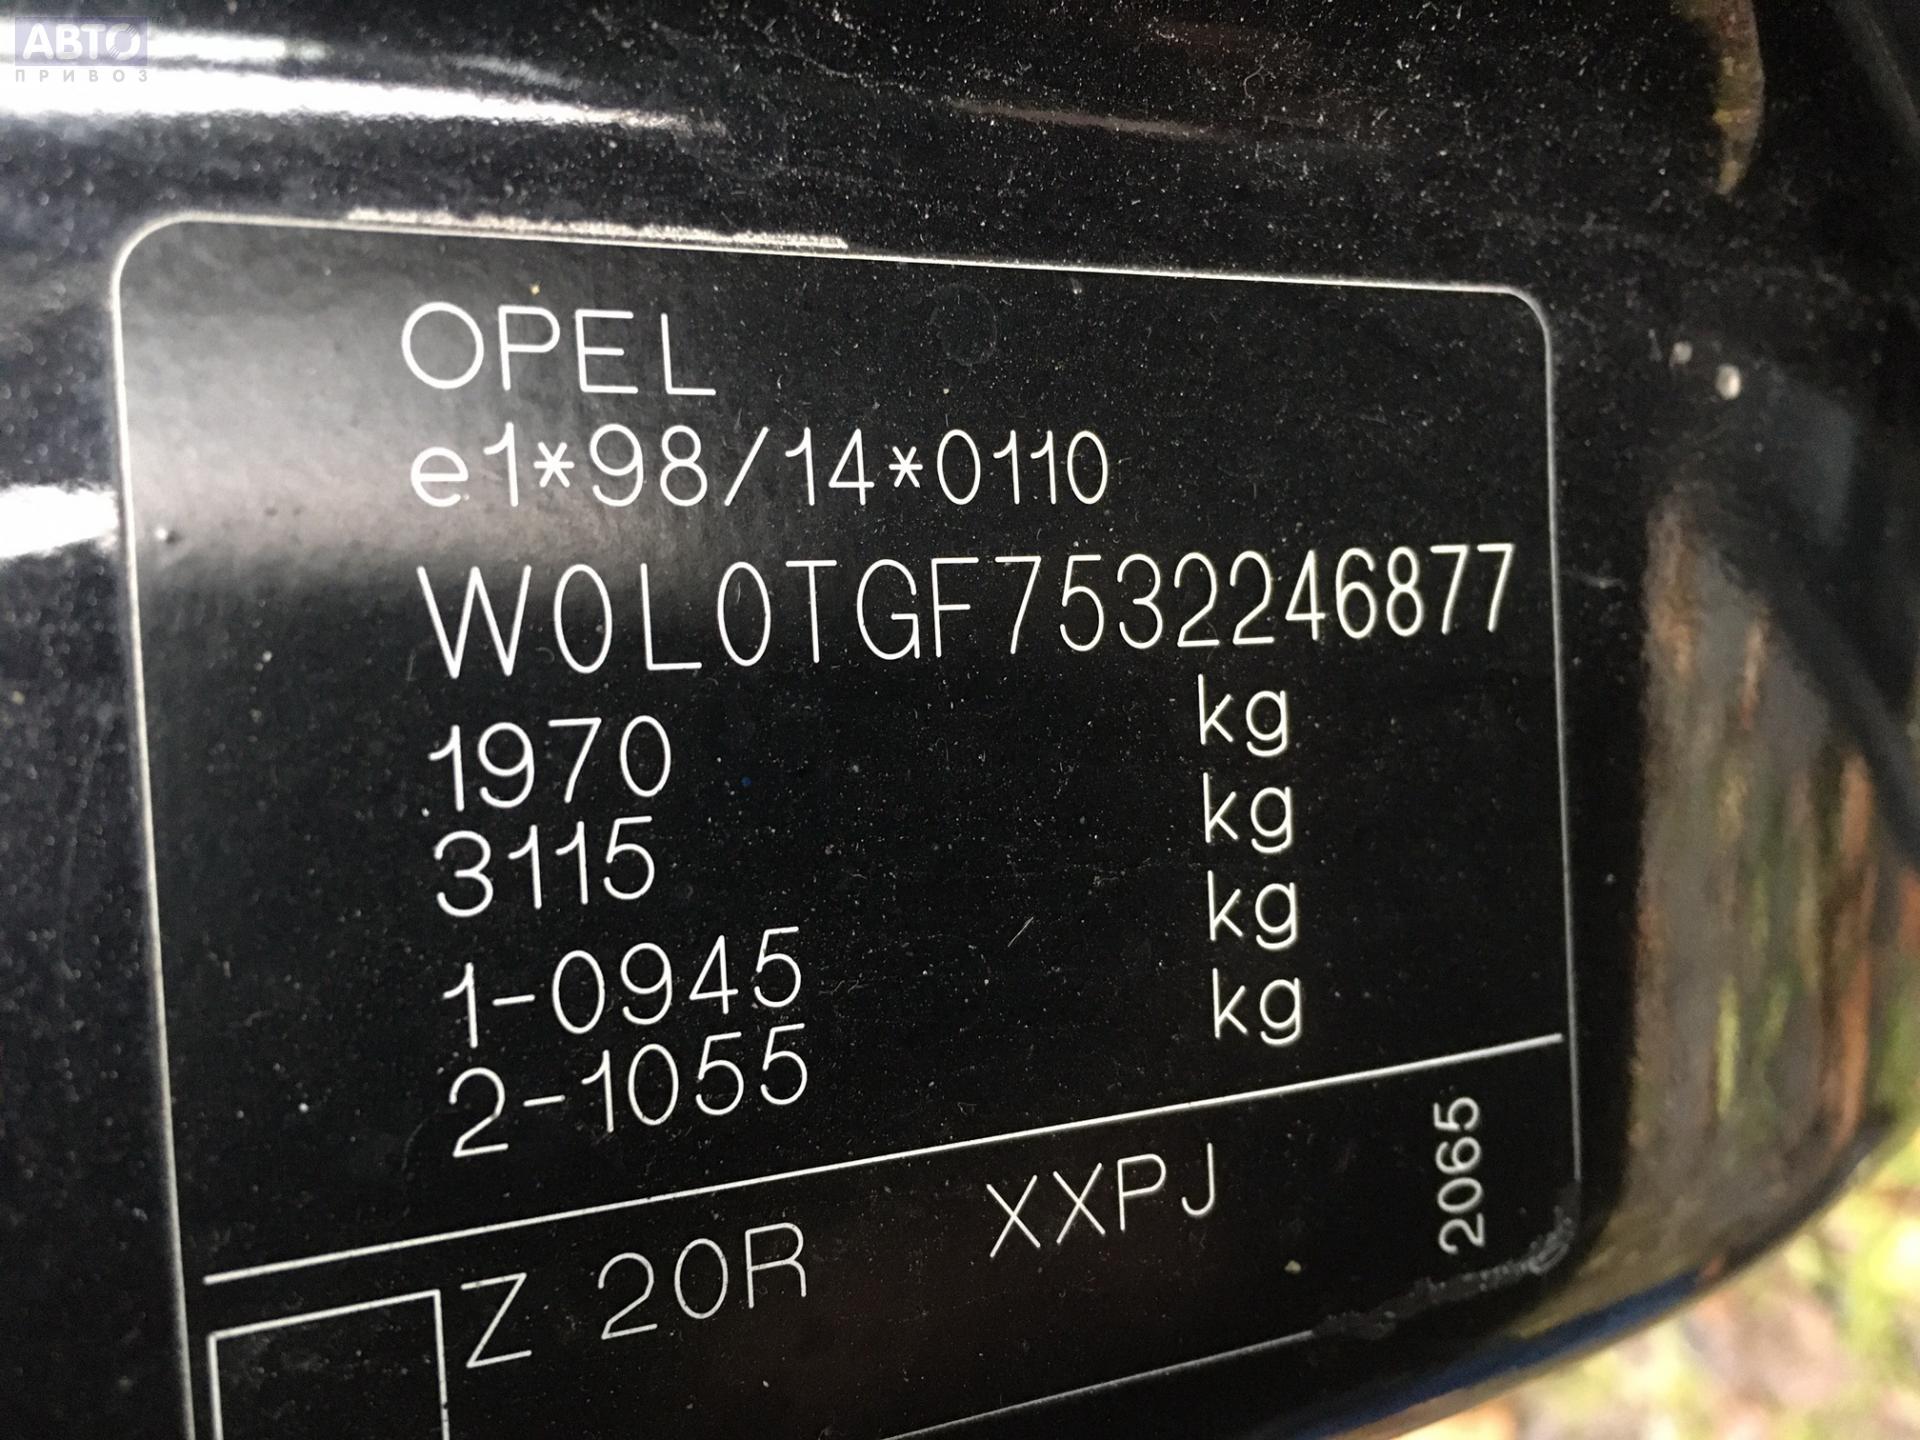 АВТО
ПРИВОЗ
OPEL
e1*98/14*0110
W0L0TGF7532246877
1970 kg
3115 kg
1-0945 kg
2-1055 kg
Z 20R XXPJ
2065